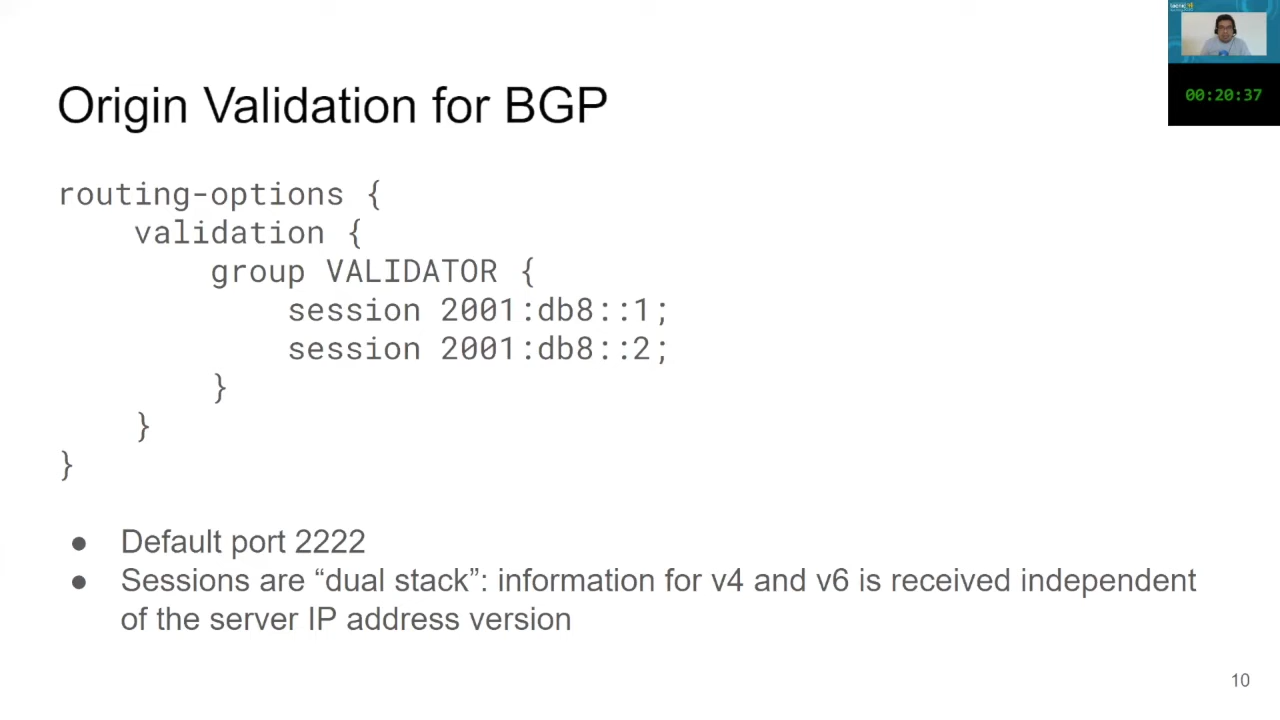 00:20:37
Origin Validation for BGP
routing-options {
validation {
group VALIDATOR {
session 2001:db8::1;
session 2001:db8::2;
}
}
}
● Default port 2222
● Sessions are “dual stack”: information for v4 and v6 is received independent
of the server IP address version
10